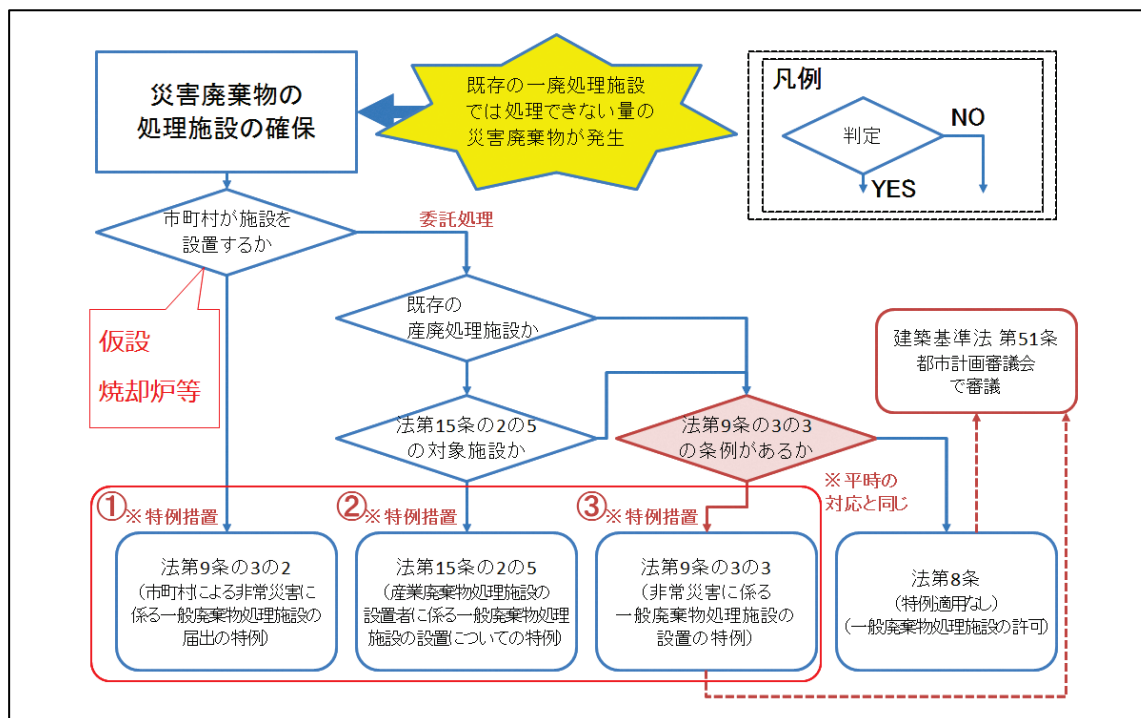 災害廃棄物の
処理施設の確保
既存の一廃処理施設
では処理できない量の
災害廃棄物が発生
凡例
判定
NO
YES
市町村が施設を
設置するか
委託処理
仮設
焼却炉等
既存の
産廃処理施設か
建築基準法 第51条
都市計画審議会
で審議
法第15条の2の5
の対象施設か
法第9条の3の3
の条例があるか
※平時の
対応と同じ
①※特例措置
②※特例措置
③※特例措置
法第9条の3の2
(市町村による非常災害に
係る一般廃棄物処理施設の
届出の特例)
法第15条の2の5
(産業廃棄物処理施設の
設置者に係る一般廃棄物処理
施設の設置についての特例)
法第9条の3の3
(非常災害に係る
一般廃棄物処理施設の
設置の特例)
法第8条
(特例適用なし)
(一般廃棄物処理施設の許可)